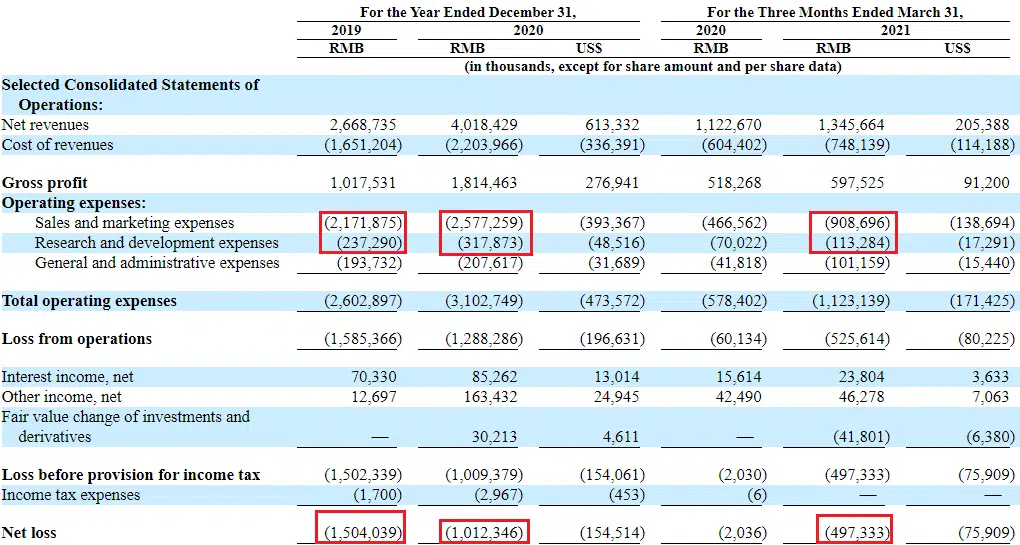 For the Year Ended December 31, For the Three Months Ended March 31,
2019 2020 2020 2021
RMB RMB US$ RMB RMB US$
(in thousands, except for share amount and per share data)
Selected Consolidated Statements of
Operations:
Net revenues 2,668,735 4,018,429 613,332 1,122,670 1,345,664 205,388
Cost of revenues (1,651,204) (2,203,966) (336,391) (604,402) (748,139) (114,188)
Gross profit 1,017,531 1,814,463 276,941 518,268 597,525 91,200
Operating expenses:
Sales and marketing expenses (2,171,875) (2,577,259) (393,367) (466,562) (908,696) (138,694)
Research and development expenses (237,290) (317,873) (48,516) (70,022) (113,284) (17,291)
General and administrative expenses (193,732) (207,617) (31,689) (41,818) (101,159) (15,440)
Total operating expenses (2,602,897) (3,102,749) (473,572) (578,402) (1,123,139) (171,425)
Loss from operations (1,585,366) (1,288,286) (196,631) (60,134) (525,614) (80,225)
Interest income, net 70,330 85,262 13,014 15,614 23,804 3,633
Other income, net 12,697 163,432 24,945 42,490 46,278 7,063
Fair value change of investments and
derivatives — 30,213 4,611 — (41,801) (6,380)
Loss before provision for income tax (1,502,339) (1,009,379) (154,061) (2,030) (497,333) (75,909)
Income tax expenses (1,700) (2,967) (453) (6) — —
Net loss (1,504,039) (1,012,346) (154,514) (2,036) (497,333) (75,909)